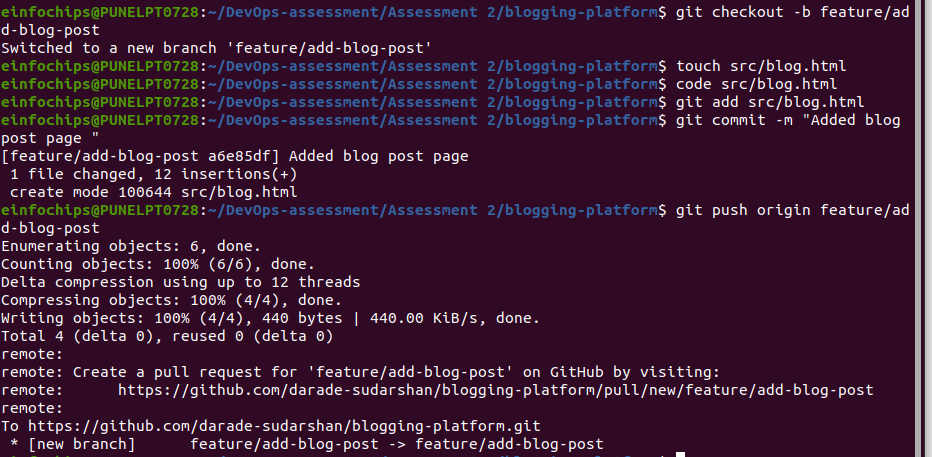 einfochips@PUNELPT0728:~/DevOps-assessment/Assessment 2/blogging-platform$ git checkout -b feature/ad
d-blog-post
Switched to a new branch 'feature/add-blog-post'
einfochips@PUNELPT0728:~/DevOps-assessment/Assessment 2/blogging-platform$ touch src/blog.html
einfochips@PUNELPT0728:~/DevOps-assessment/Assessment 2/blogging-platform$ code src/blog.html
einfochips@PUNELPT0728:~/DevOps-assessment/Assessment 2/blogging-platform$ git add src/blog.html
einfochips@PUNELPT0728:~/DevOps-assessment/Assessment 2/blogging-platform$ git commit -m "Added blog
post page "
[feature/add-blog-post a6e85df] Added blog post page
 1 file changed, 12 insertions(+)
 create mode 100644 src/blog.html
einfochips@PUNELPT0728:~/DevOps-assessment/Assessment 2/blogging-platform$ git push origin feature/ad
d-blog-post
Enumerating objects: 6, done.
Counting objects: 100% (6/6), done.
Delta compression using up to 12 threads
Compressing objects: 100% (4/4), done.
Writing objects: 100% (4/4), 440 bytes | 440.00 KiB/s, done.
Total 4 (delta 0), reused 0 (delta 0)
remote:
remote: Create a pull request for 'feature/add-blog-post' on GitHub by visiting:
remote:      https://github.com/darade-sudarshan/blogging-platform/pull/new/feature/add-blog-post
remote:
To https://github.com/darade-sudarshan/blogging-platform.git
 * [new branch]      feature/add-blog-post -> feature/add-blog-post
einfochips@PUNELPT0728:~/DevOps-assessment/Assessment 2/blogging-platform$